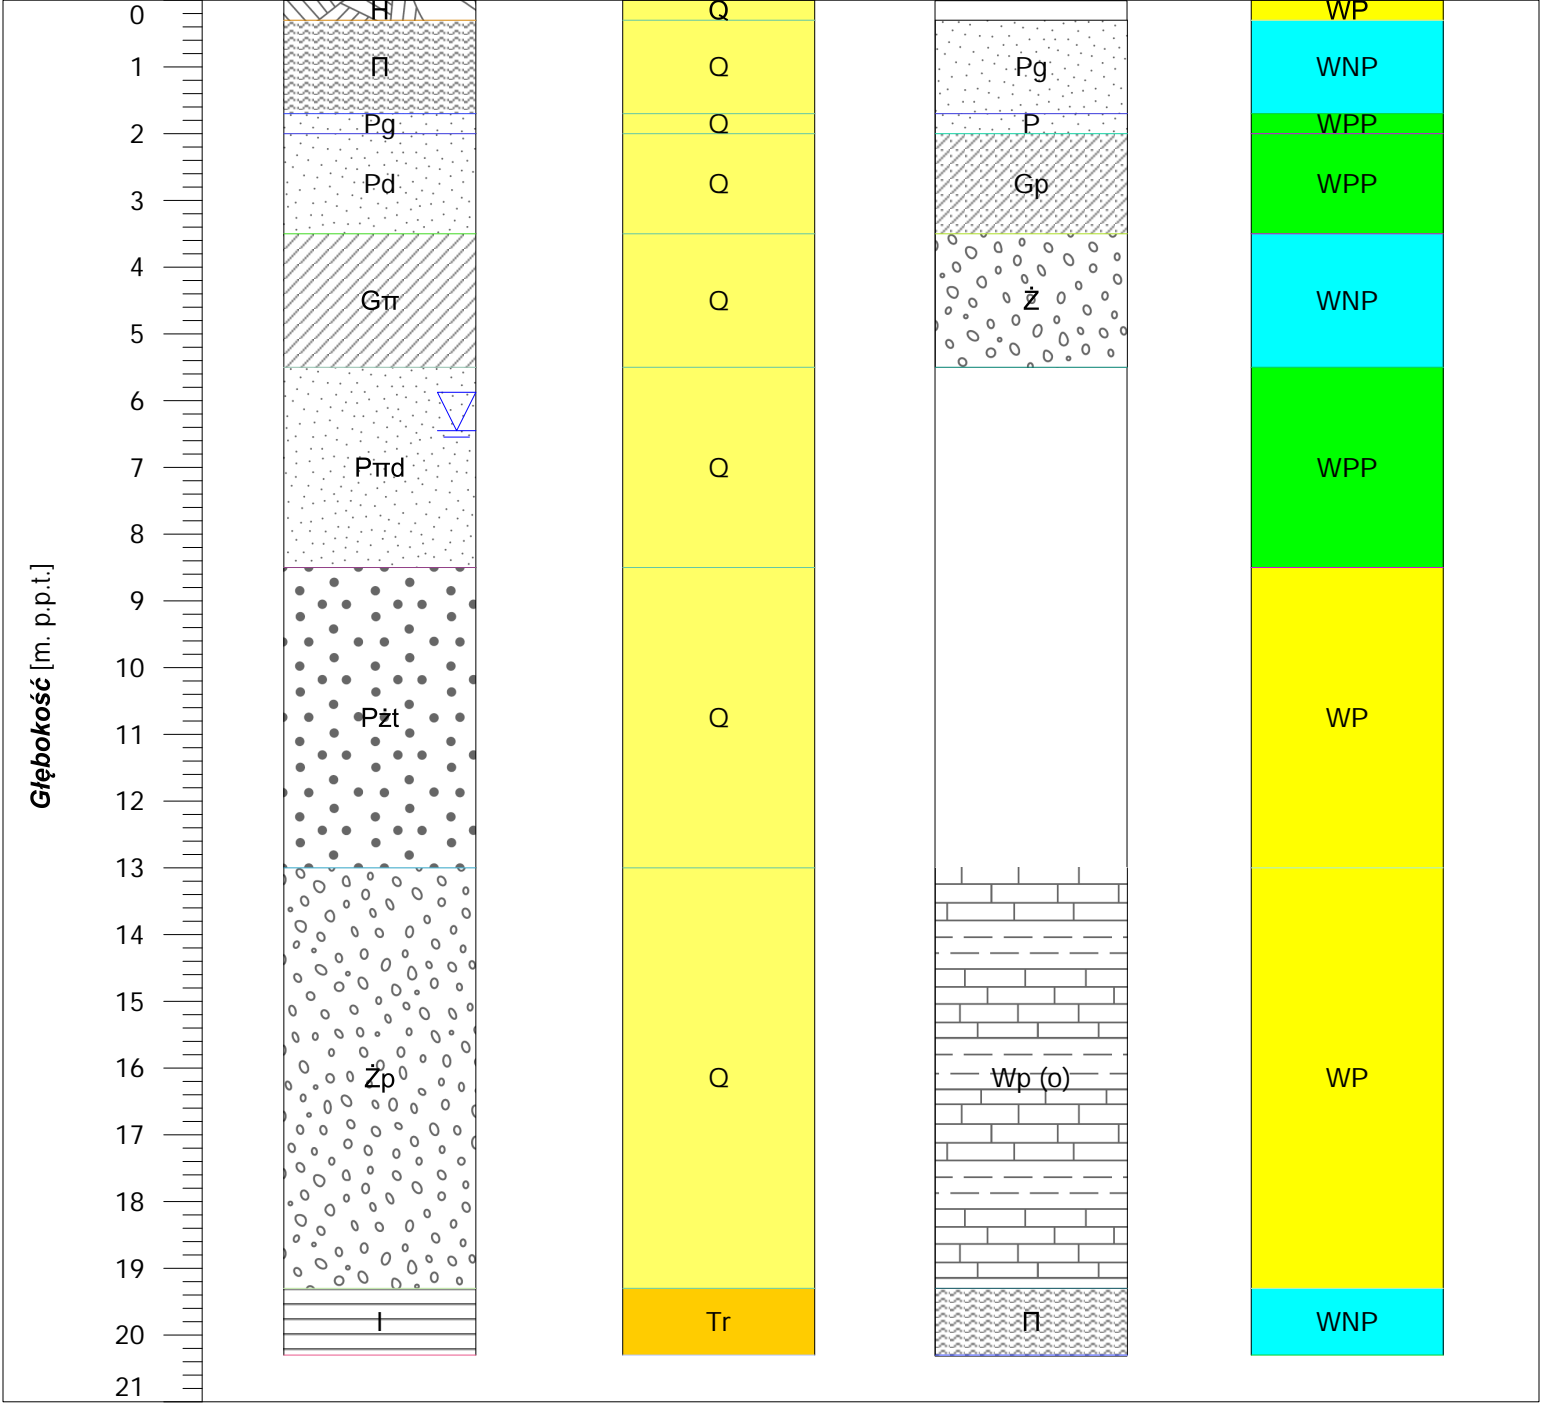 0 H Q WP
1 П Q Pg WNP
Pg Q P WPP
2
Pd Q Gp WPP
3
4
Gπ Q Ż WNP
5
6
7 Pπd Q WPP
8
9
10
Pżt Q WP
11
12
13
14
15
16 Żp Q Wp (o) WP
17
18
19
I Tr П WNP
20
21
Głębokość [m. p.p.t.]